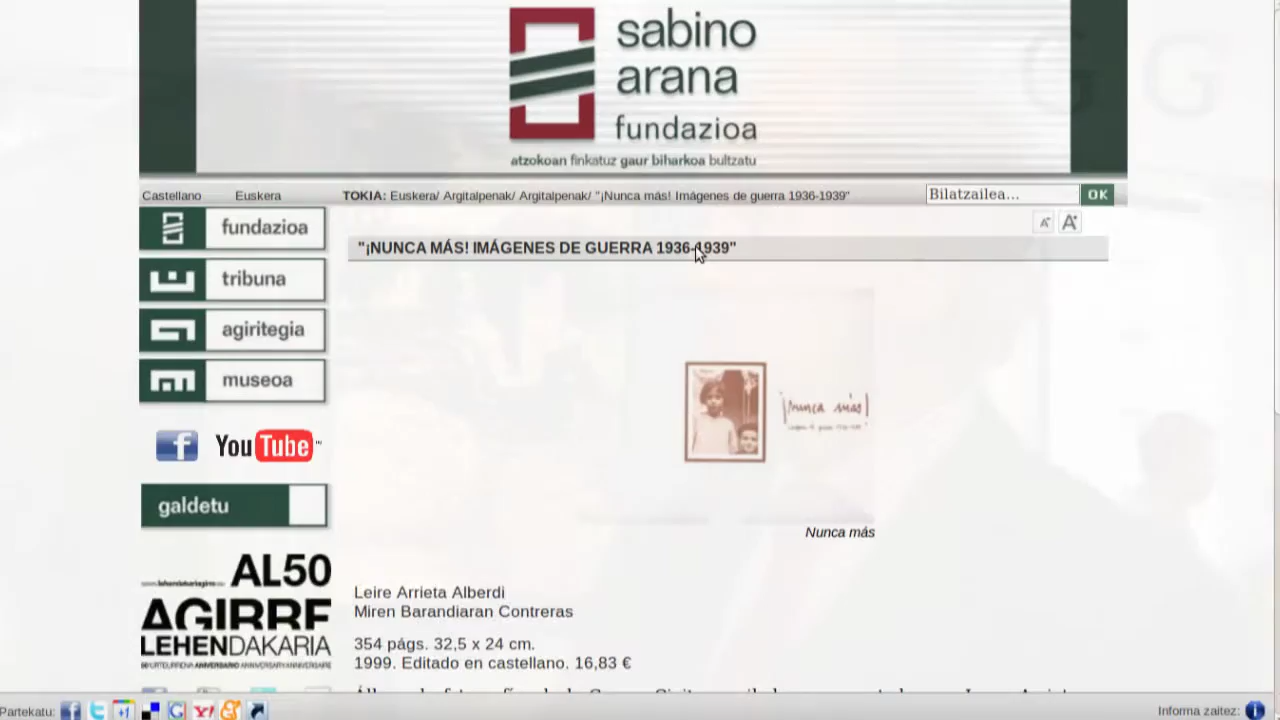 sabino
arana
fundazioa
atzokoan finkatuz gaur biharkoa bultzatu
Castellano Euskera TOKIA: Euskera/ Argitalpenak/ Argitalpenak/ "¡Nunca más! Imágenes de guerra 1936-1939" Bilatzailea... OK
A- A+
fundazioa
"¡NUNCA MÁS! IMÁGENES DE GUERRA 1936-1939"
tribuna
agiritegia
museoa
¡Nunca más!
You Tube
galdetu
Nunca más
AL50
AGIRRE
LEHENDAKARIA
Leire Arrieta Alberdi
Miren Barandiaran Contreras
354 págs. 32,5 x 24 cm.
1999. Editado en castellano. 16,83 €
Partekatu: Informa zaitez: